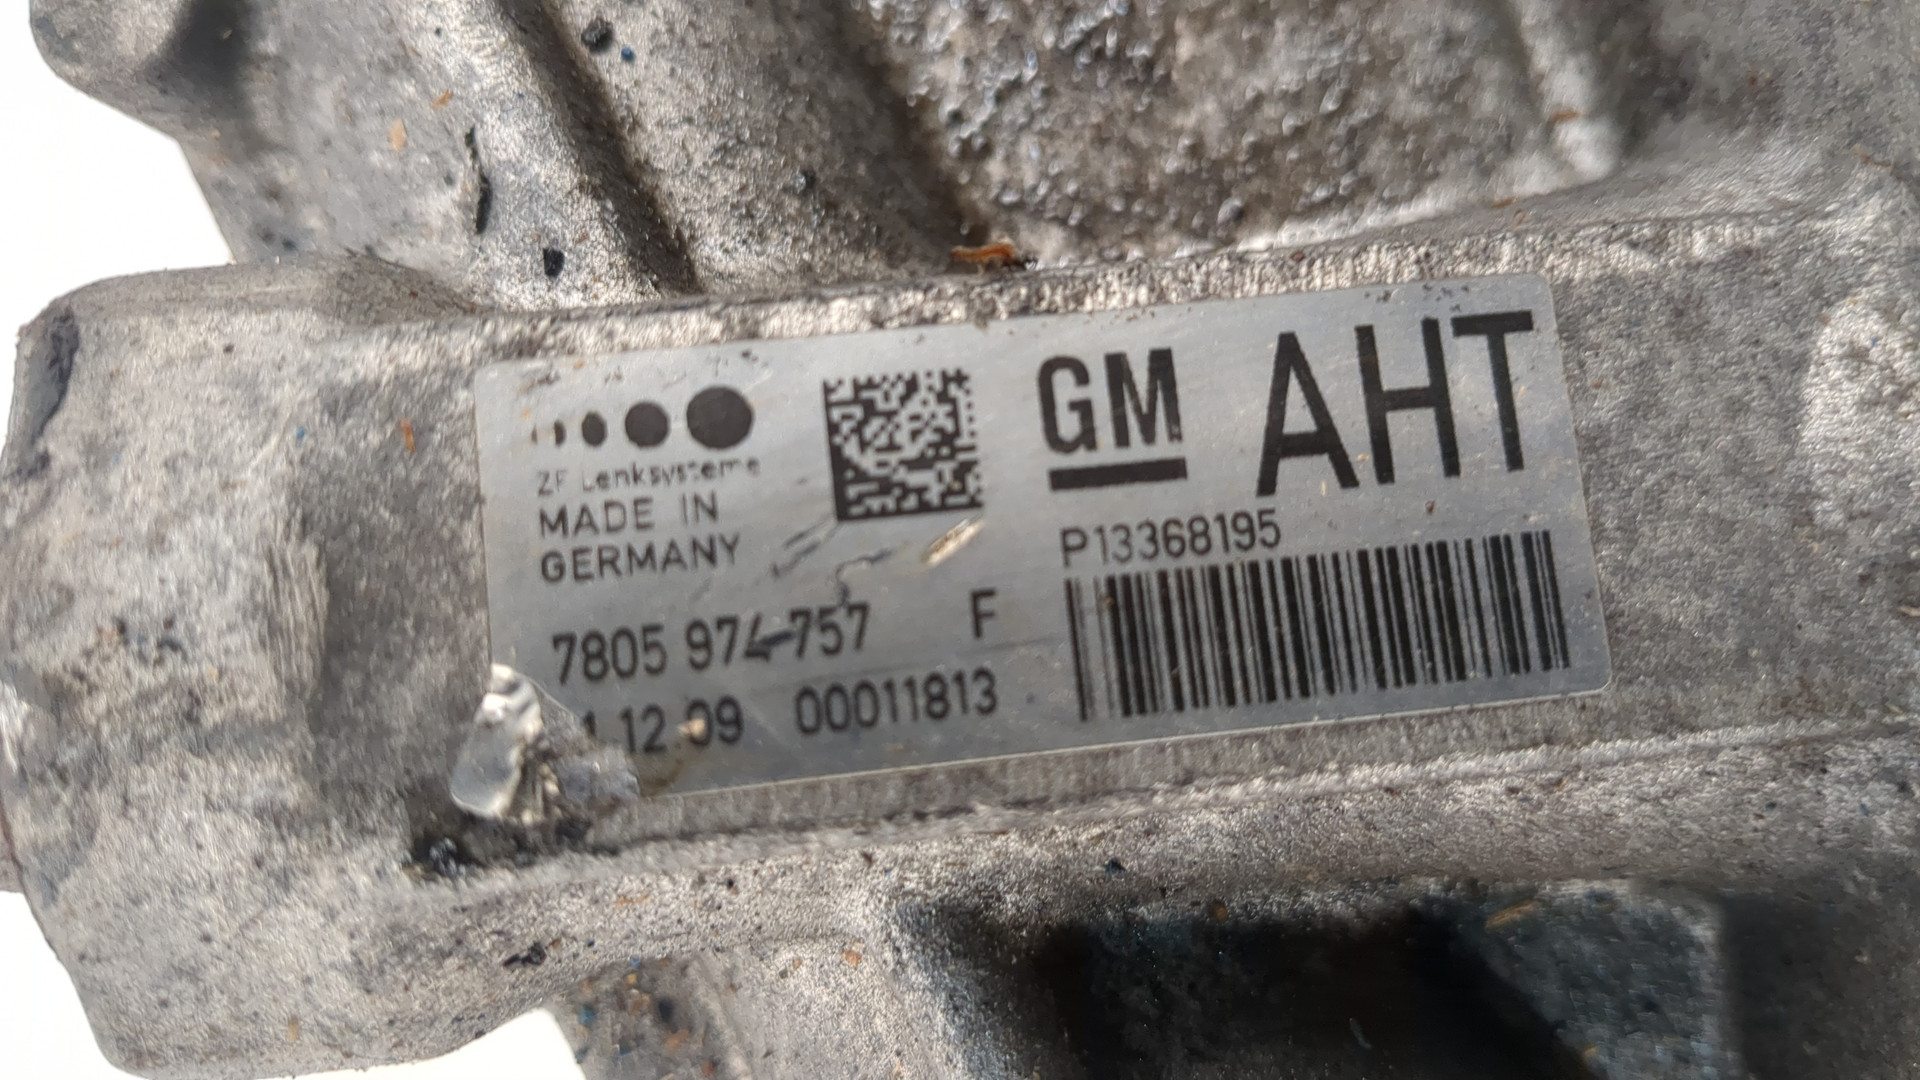 ZF Lenksysteme
MADE IN
GERMANY
GM AHT
P13368195
7805 974 757 F
12.09 00011813